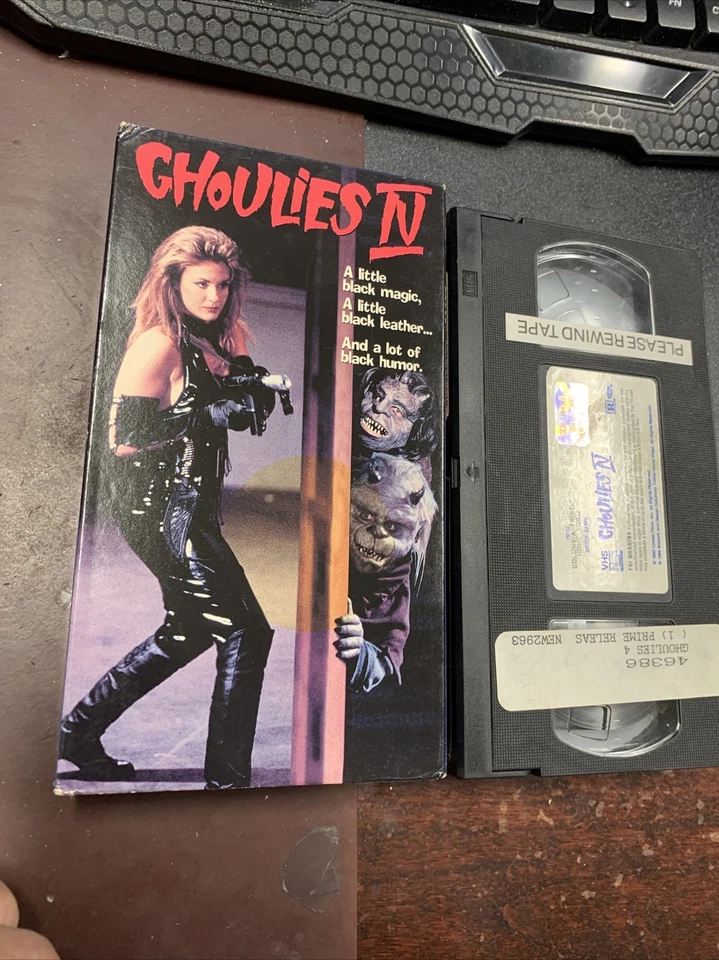 GHOULiES IV
A little
black magic,
A little
black leather...
And a lot of
black humor.
PLEASE REWIND TAPE
VHS
GHOULiES IV
R
46386
GHOULIES 4
( 1) PRIME RELEAS NEW2963
FN